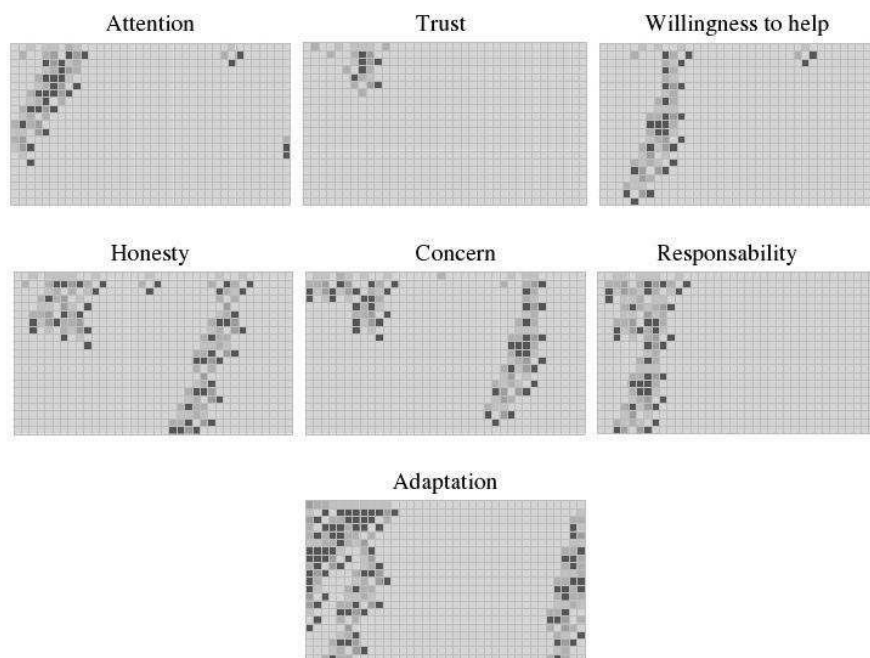 Attention
Trust
Willingness to help
Honesty
Concern
Responsability
Adaptation